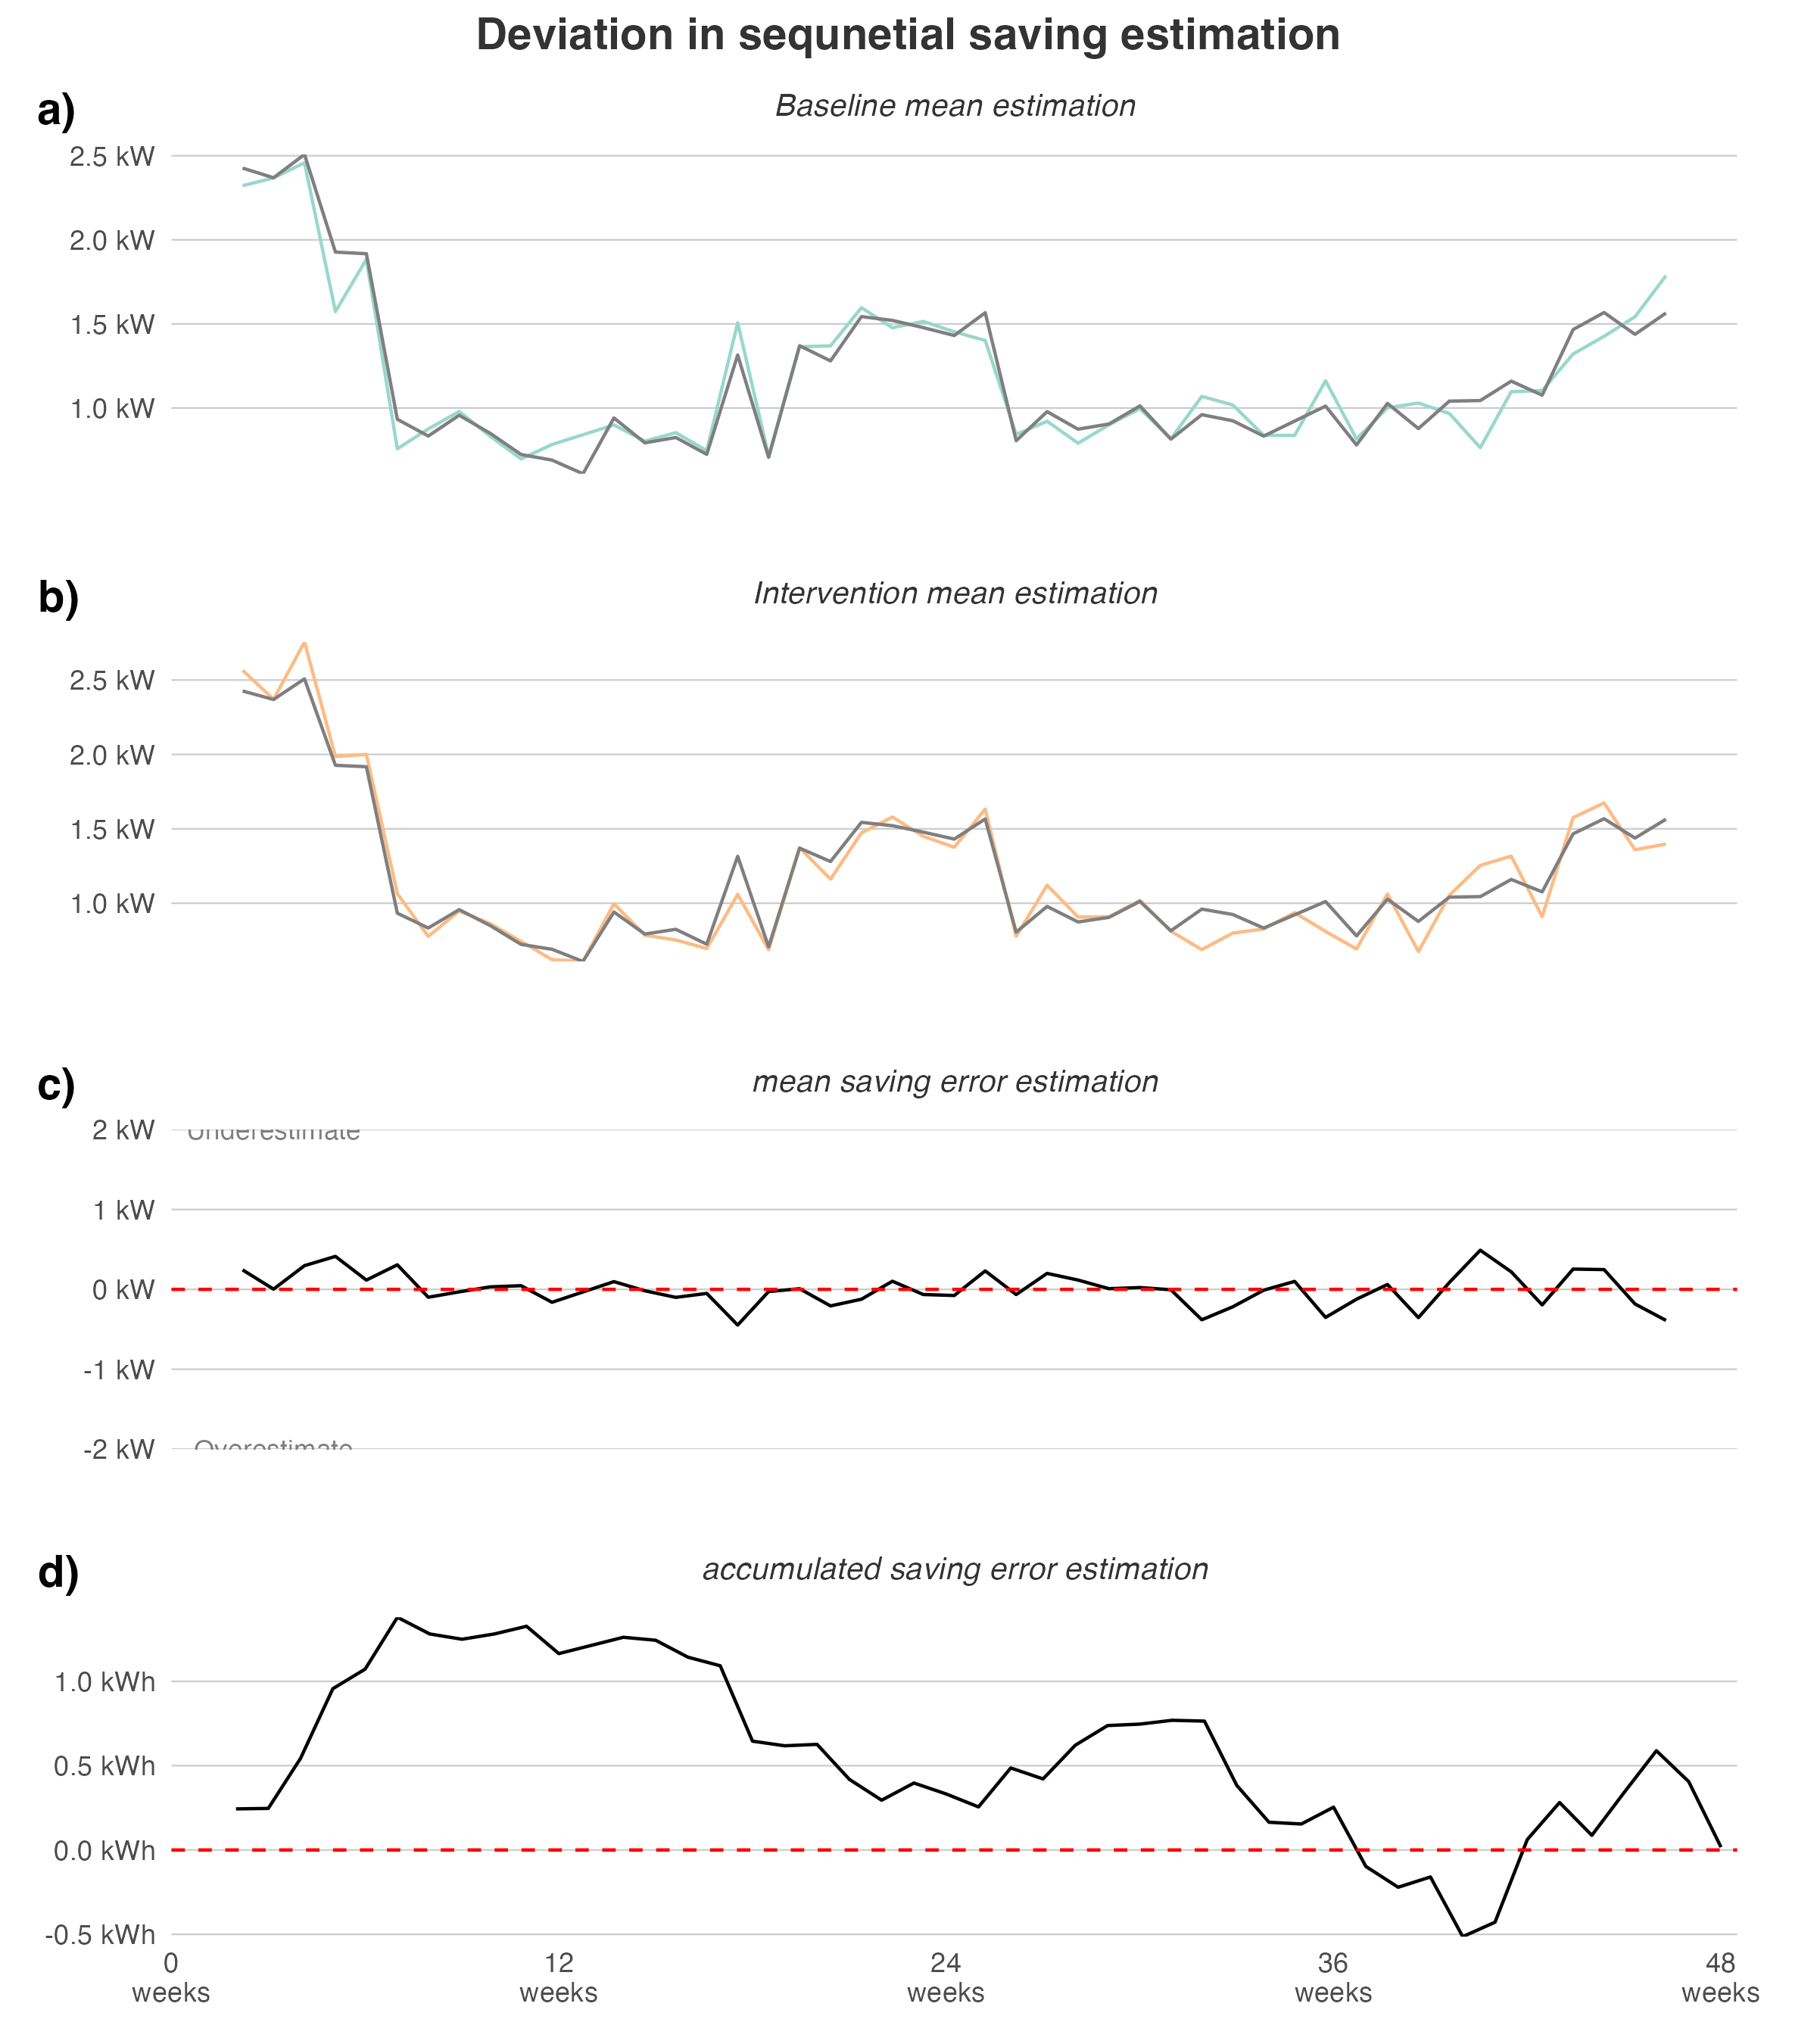 Deviation in sequnetial saving estimation
a)
Baseline mean estimation
2.5 kW
2.0 kW
1.5 kW
1.0 kW
b)
Intervention mean estimation
2.5 kW
2.0 kW
1.5 kW
1.0 kW
c)
mean saving error estimation
2 kW
Underestimate
1 kW
0 kW
-1 kW
-2 kW
Overestimate
d)
accumulated saving error estimation
1.0 kWh
0.5 kWh
0.0 kWh
-0.5 kWh
0 12 24 36 48
weeks weeks weeks weeks weeks